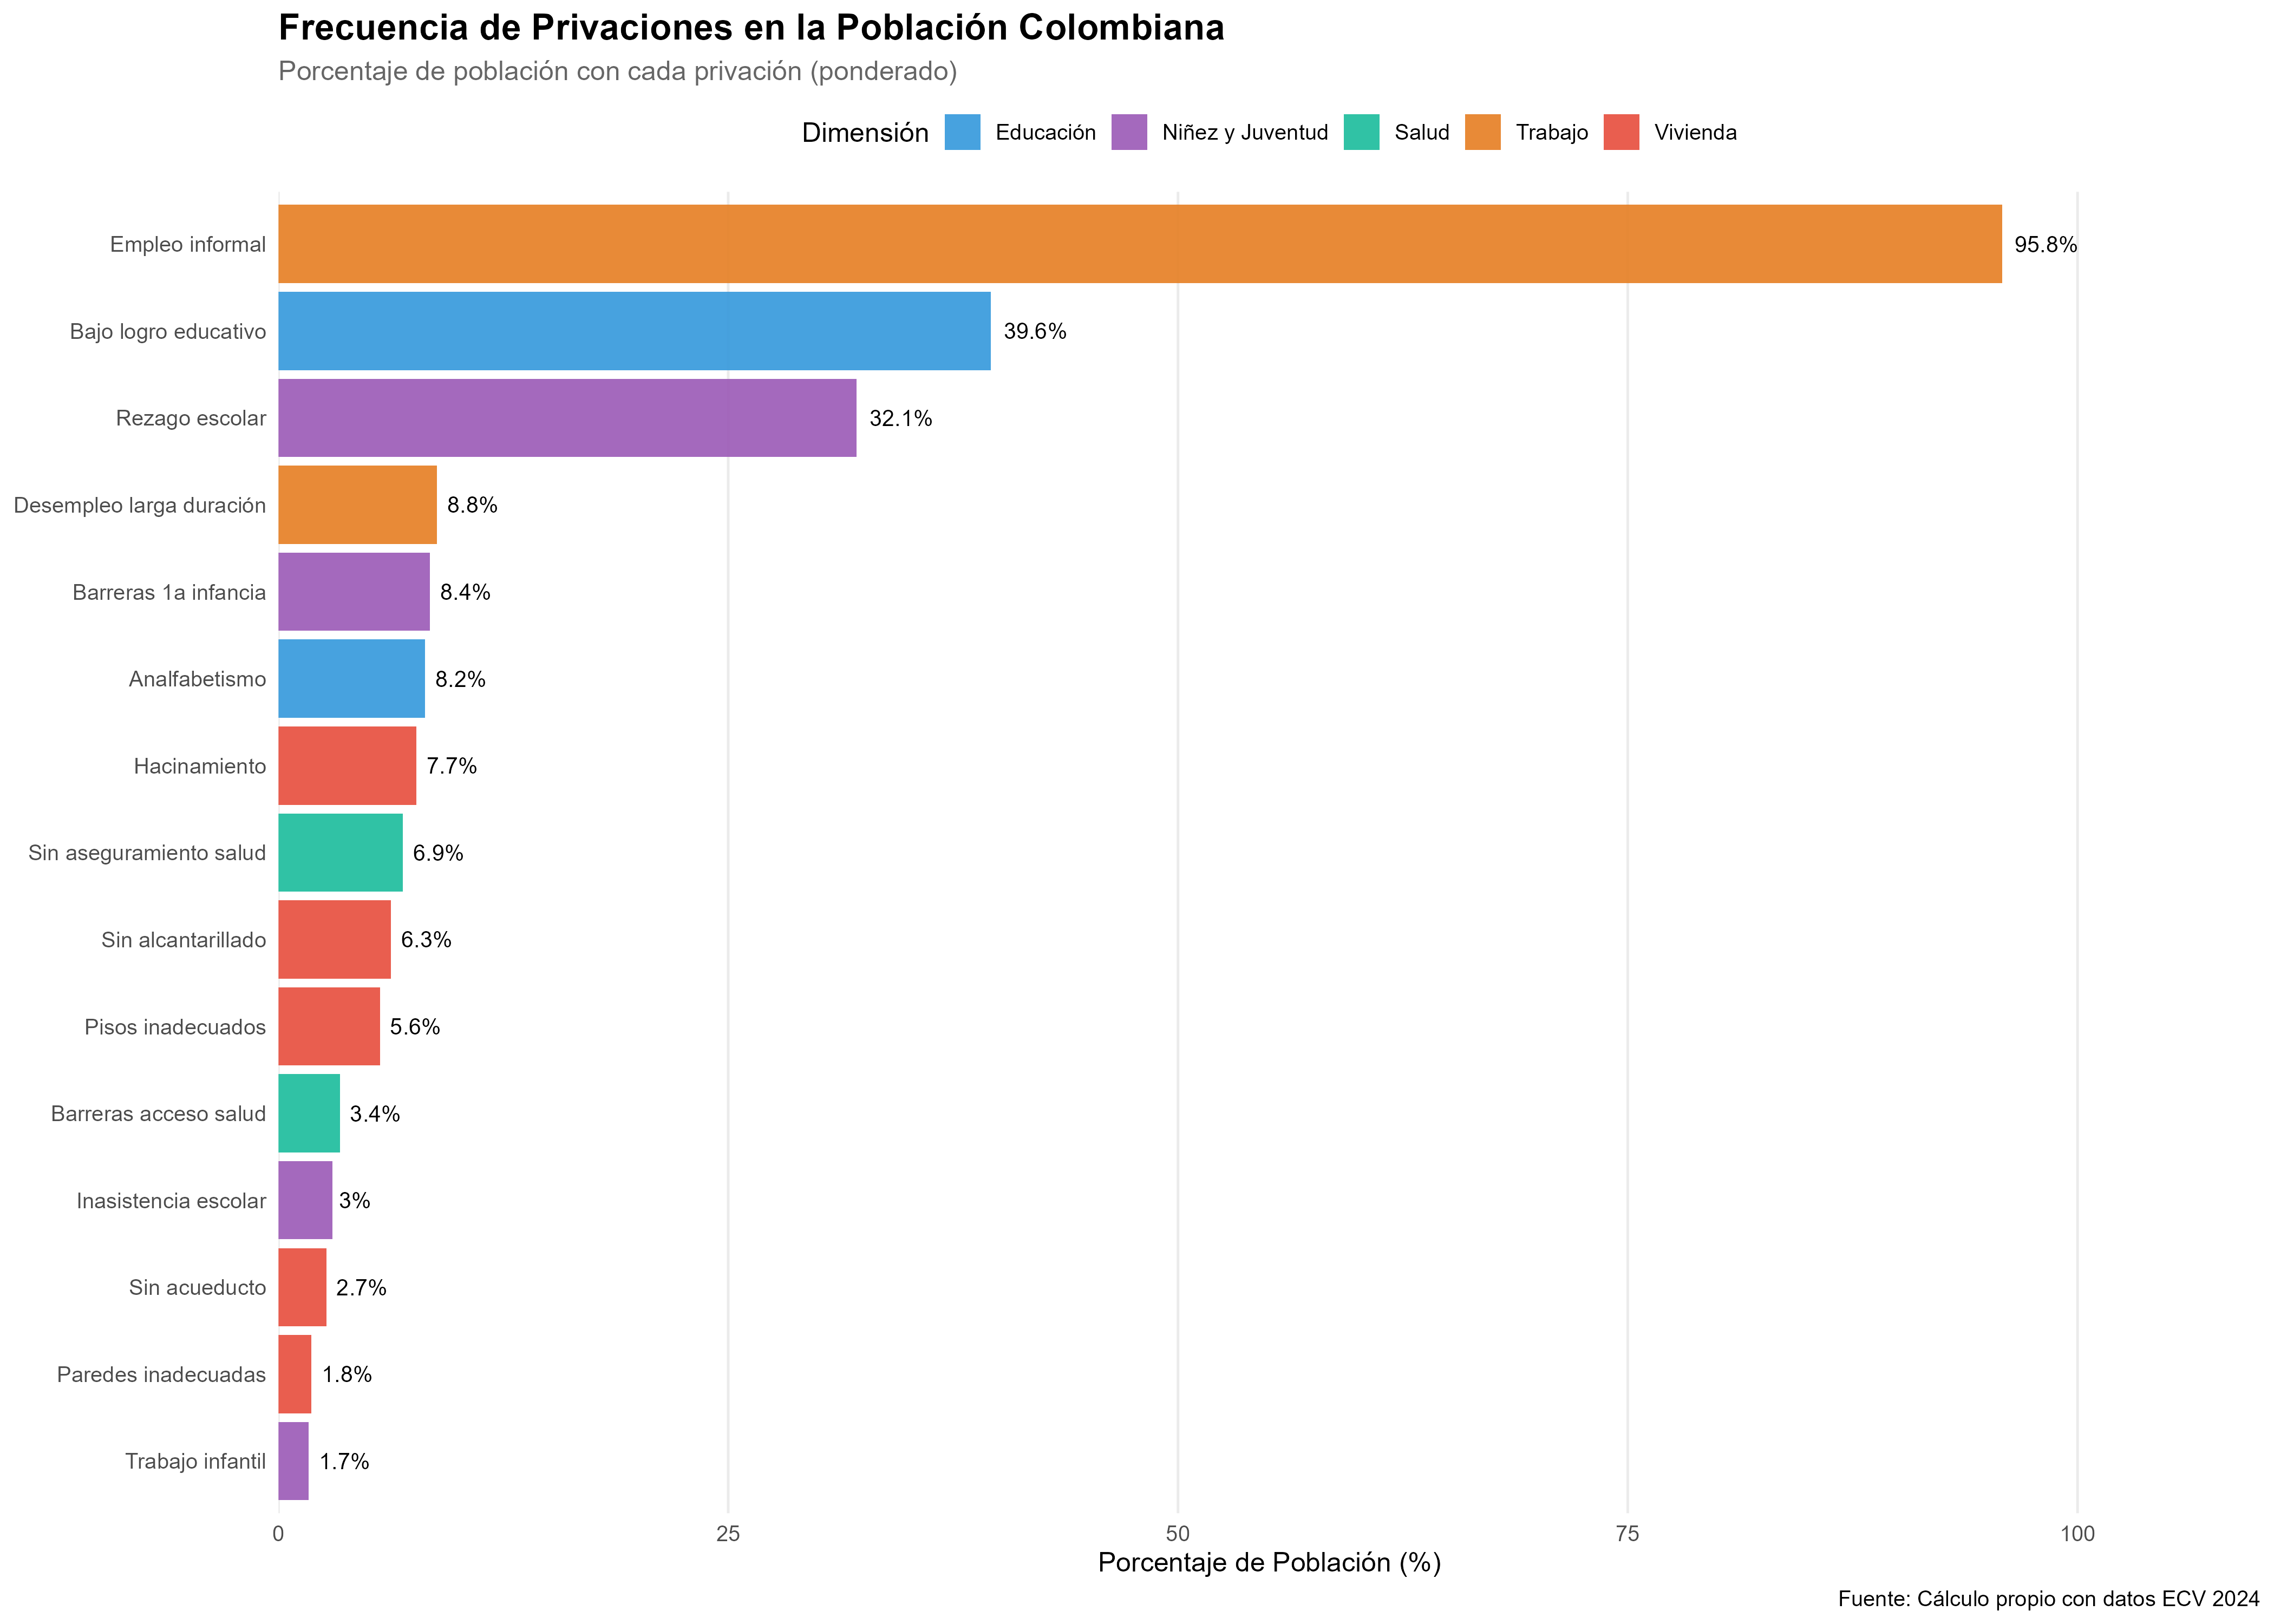 Frecuencia de Privaciones en la Población Colombiana
Porcentaje de población con cada privación (ponderado)
Dimensión Educación Niñez y Juventud Salud Trabajo Vivienda
Empleo informal 95.8%
Bajo logro educativo 39.6%
Rezago escolar 32.1%
Desempleo larga duración 8.8%
Barreras 1a infancia 8.4%
Analfabetismo 8.2%
Hacinamiento 7.7%
Sin aseguramiento salud 6.9%
Sin alcantarillado 6.3%
Pisos inadecuados 5.6%
Barreras acceso salud 3.4%
Inasistencia escolar 3%
Sin acueducto 2.7%
Paredes inadecuadas 1.8%
Trabajo infantil 1.7%
0 25 50 75 100
Porcentaje de Población (%)
Fuente: Cálculo propio con datos ECV 2024